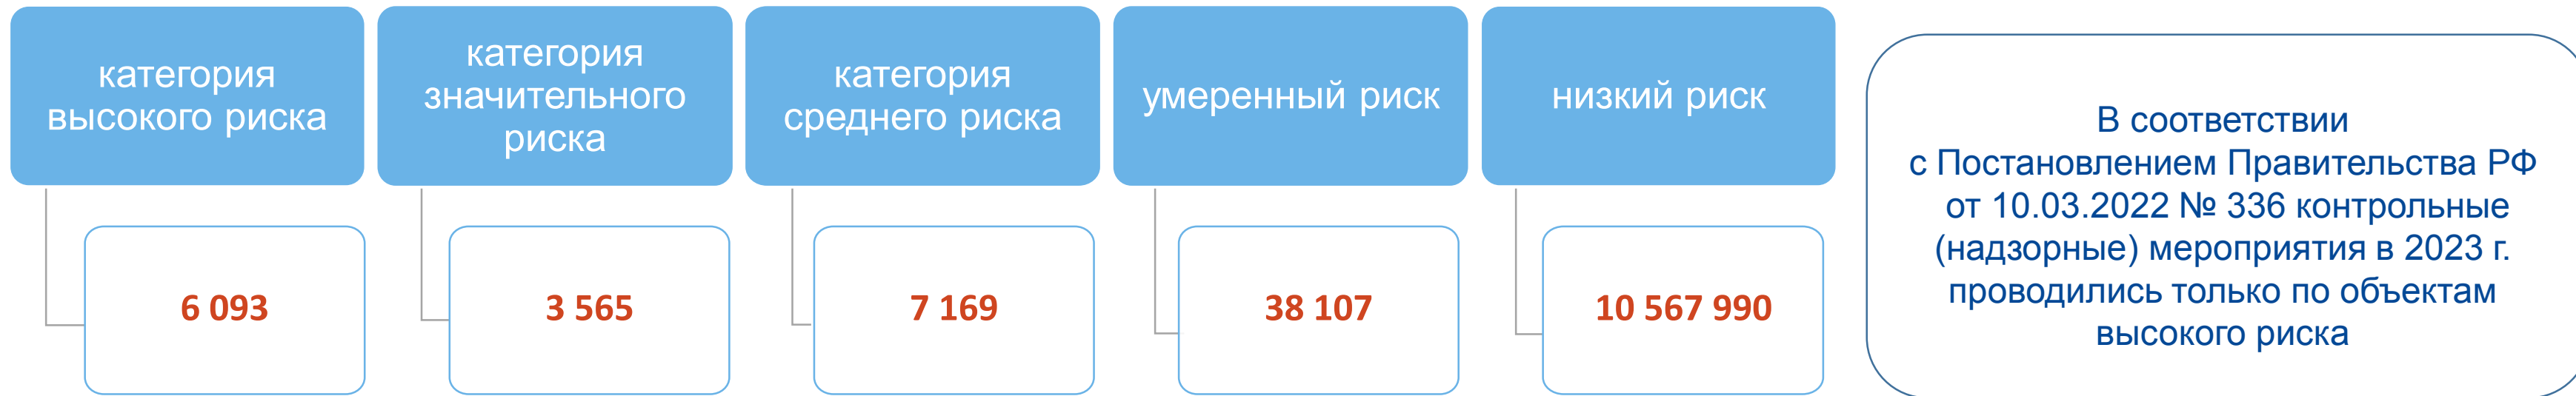 категория
высокого риска
6 093
категория
значительного
риска
3 565
категория
среднего риска
7 169
умеренный риск
38 107
низкий риск
10 567 990
В соответствии
с Постановлением Правительства РФ
от 10.03.2022 № 336 контрольные
(надзорные) мероприятия в 2023 г.
проводились только по объектам
высокого риска